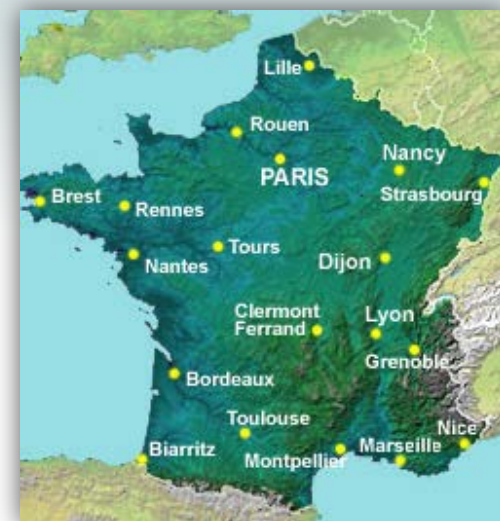 Lille
Rouen
PARIS
Nancy
Strasbourg
Brest
Rennes
Tours
Nantes
Dijon
Clermont
Ferrand
Lyon
Grenoble
Bordeaux
Toulouse
Biarritz
Montpellier
Marseille
Nice